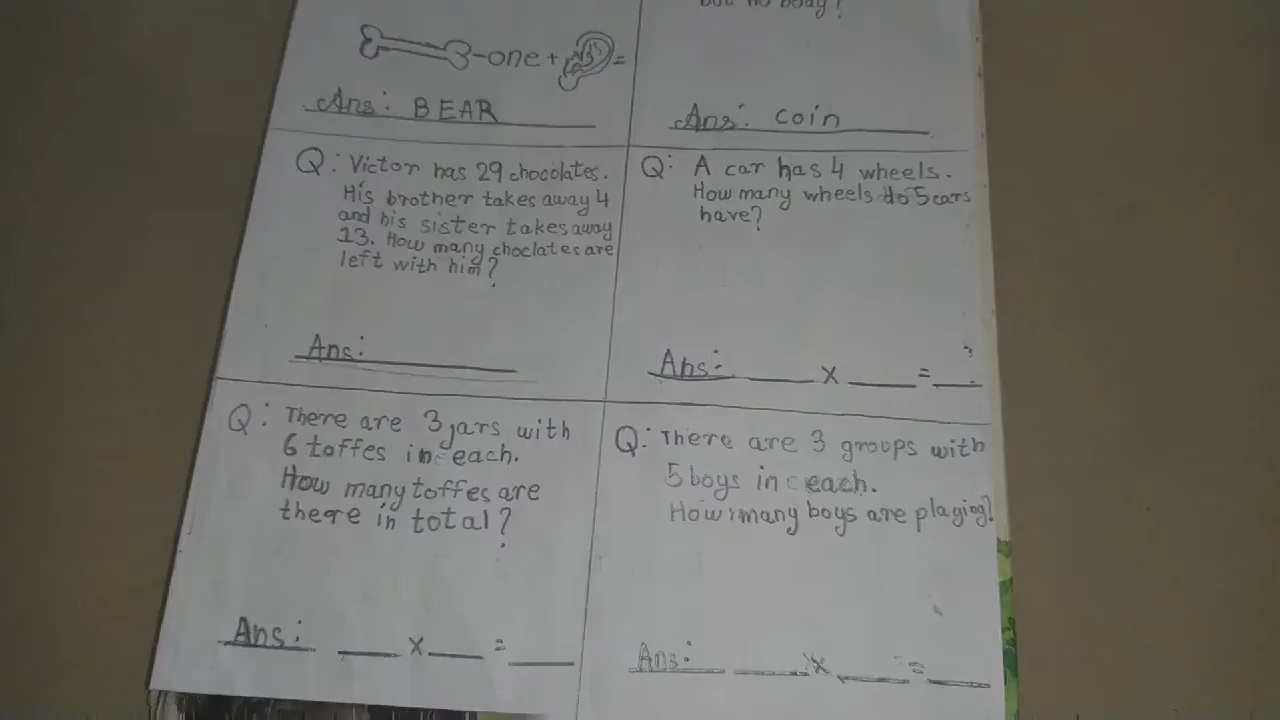 but no body?
-one + =
Ans: BEAR
Ans: coin
Q: Victor has 29 chocolates.
His brother takes away 4
and his sister takes away
13. How many choclates are
left with him?
Ans:
Q: A car has 4 wheels.
How many wheels do 5 cars
have?
Ans: ___ x ___ = ___ ?
Q: There are 3 jars with
6 toffes in each.
How many toffes are
there in total?
Ans: ___ x ___ = ___
Q: There are 3 groups with
5 boys in each.
How many boys are playing?
Ans: ___ x ___ = ___